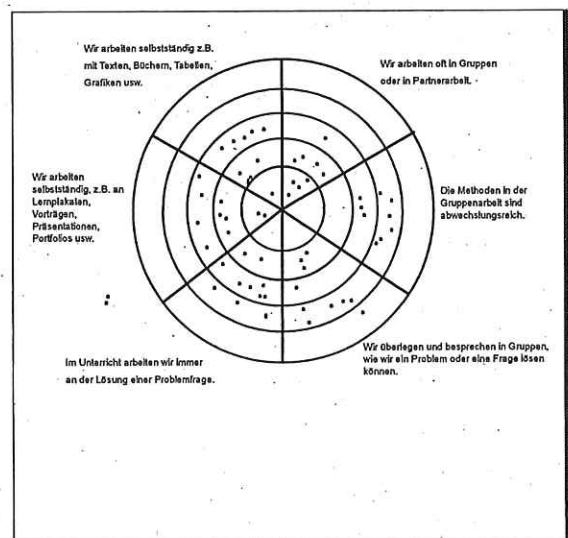 Wir arbeiten selbstständig z.B.
mit Texten, Büchern, Tabellen,
Grafiken usw.
Wir arbeiten oft in Gruppen
oder in Partnerarbeit.
Wir arbeiten
selbstständig, z.B. an
Lernplakaten,
Vorträgen,
Präsentationen,
Portfolios usw.
Die Methoden in der
Gruppenarbeit sind
abwechslungsreich.
Im Unterricht arbeiten wir immer
an der Lösung einer Problemfrage.
Wir überlegen und besprechen in Gruppen,
wie wir ein Problem oder eine Frage lösen
können.